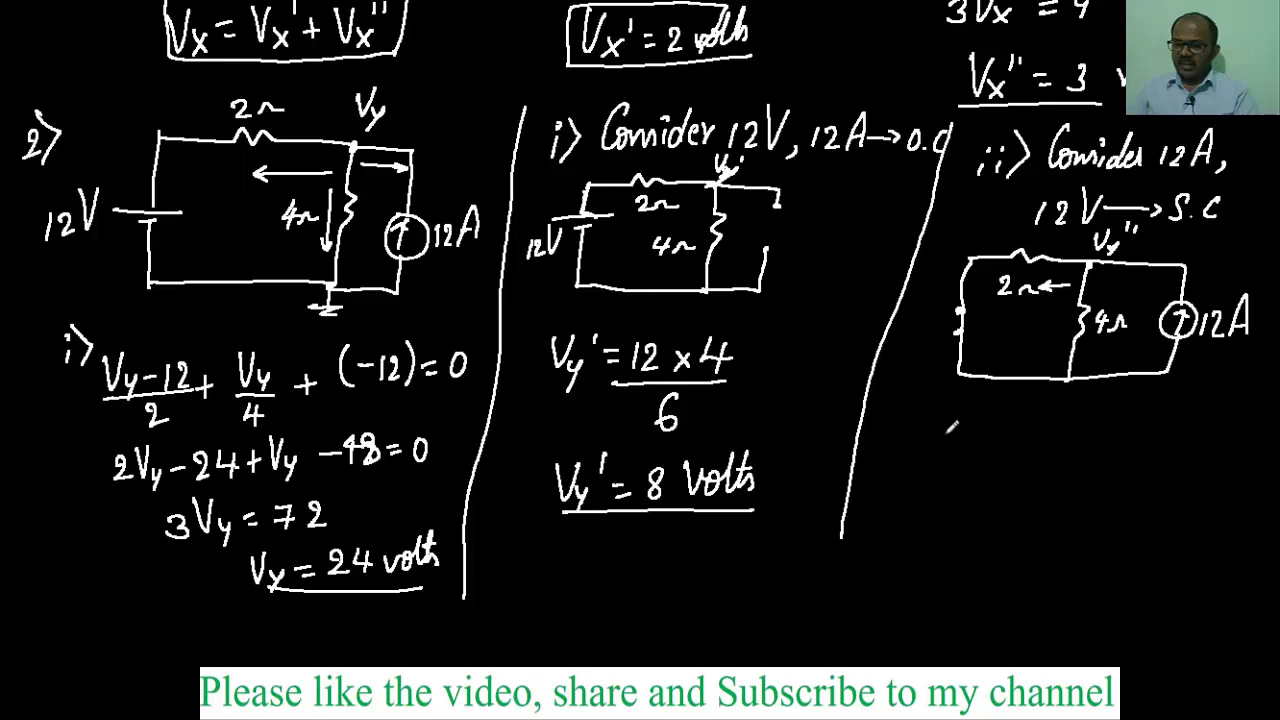 Vx = Vx' + Vx''
Vx' = 2 volts
3Vx = 9
Vx'' = 3
2)
2Ω
Vy
12V
4Ω
12A
i)
Vy-12/2 + Vy/4 + (-12) = 0
2Vy - 24 + Vy - 48 = 0
3Vy = 72
Vy = 24 volts
i) Consider 12V, 12A → O.C
Vy'
2Ω
12V
4Ω
Vy' = 12 x 4 / 6
Vy' = 8 Volts
ii) Consider 12A,
12V → S.C
Vx''
2Ω
4Ω
12A
Please like the video, share and Subscribe to my channel